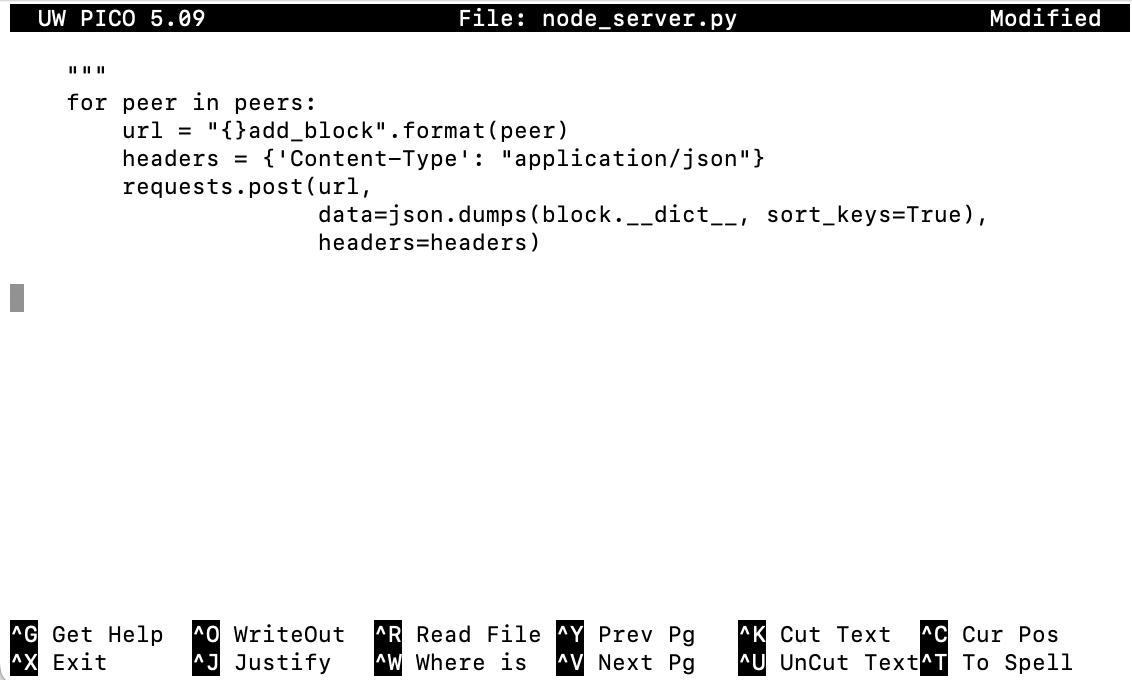 UW PICO 5.09 File: node_server.py Modified
"""
for peer in peers:
url = "{}add_block".format(peer)
headers = {'Content-Type': "application/json"}
requests.post(url,
data=json.dumps(block.__dict__, sort_keys=True),
headers=headers)
^G Get Help ^O WriteOut ^R Read File ^Y Prev Pg ^K Cut Text ^C Cur Pos
^X Exit ^J Justify ^W Where is ^V Next Pg ^U UnCut Text ^T To Spell